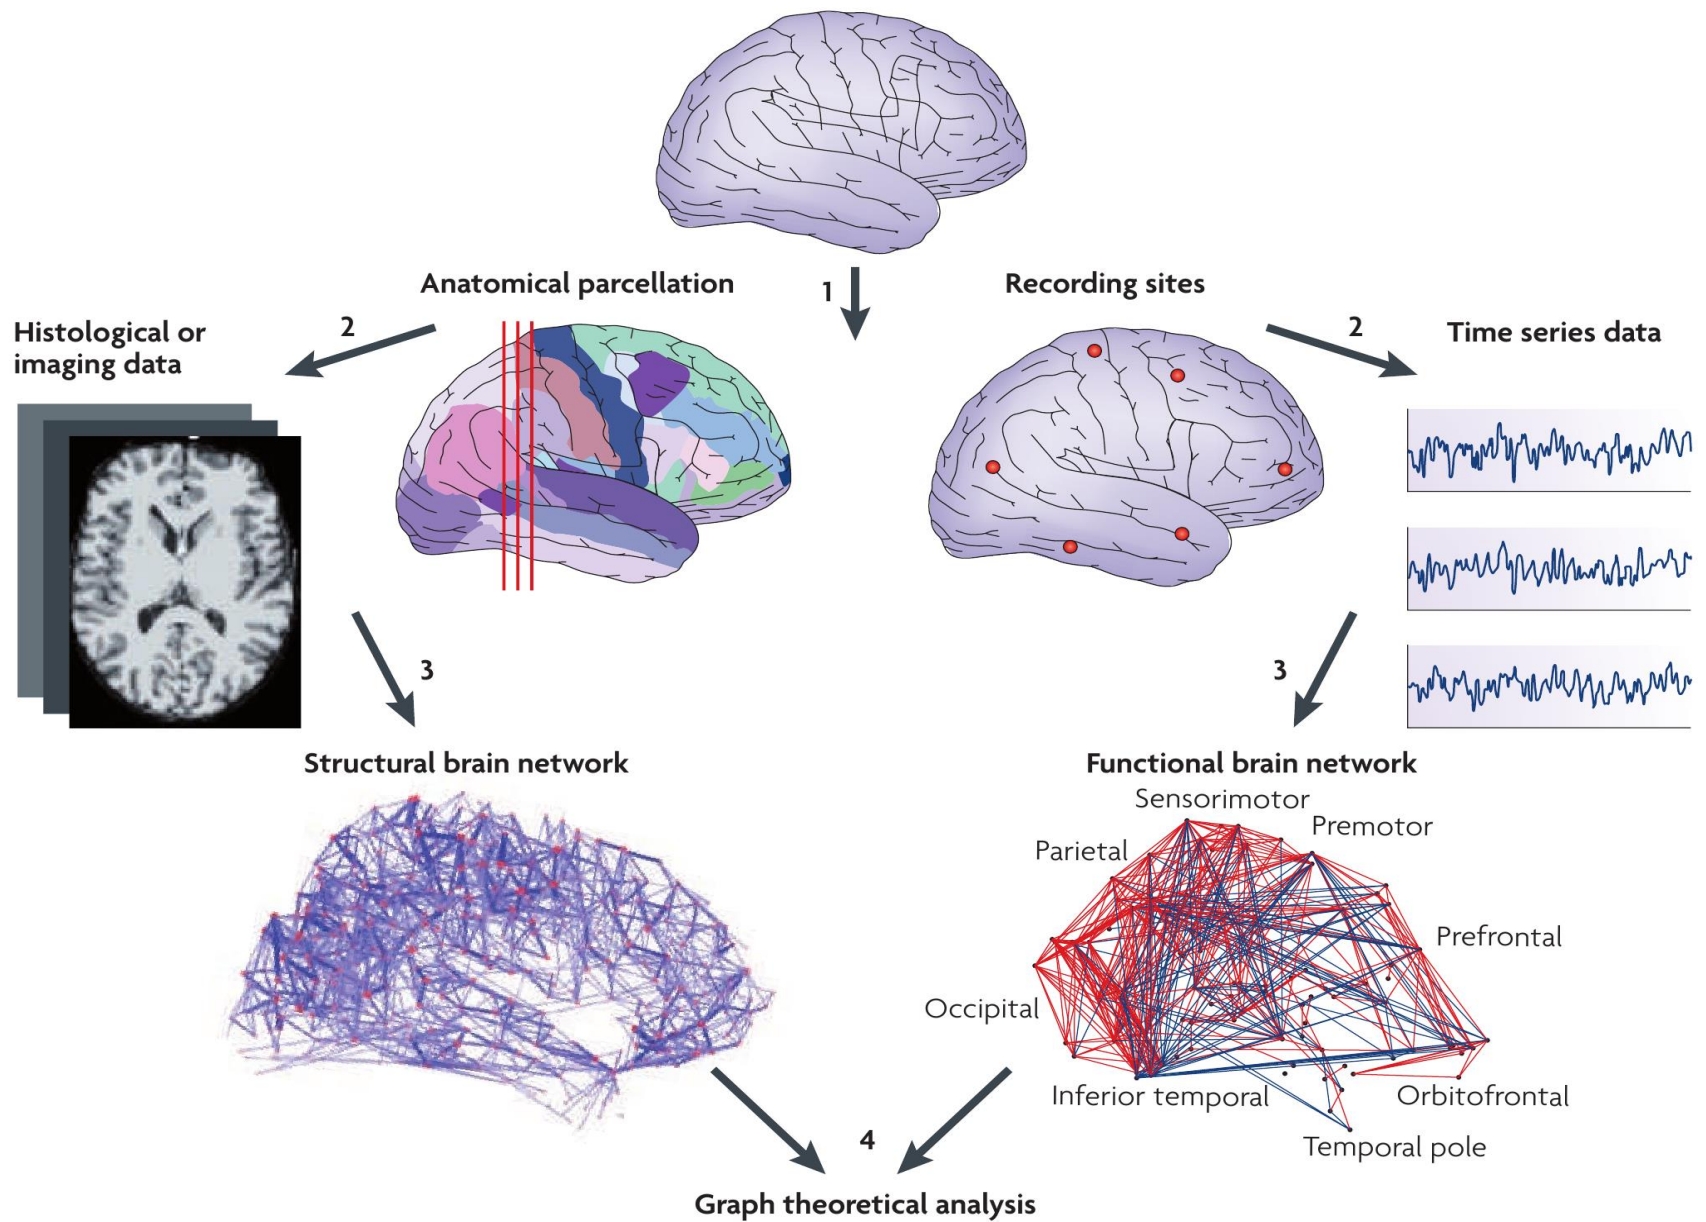 Anatomical parcellation
1
Recording sites
Histological or
imaging data
2
2
Time series data
3
3
Structural brain network
Functional brain network
Sensorimotor
Premotor
Parietal
Prefrontal
Occipital
Inferior temporal
Orbitofrontal
Temporal pole
4
Graph theoretical analysis